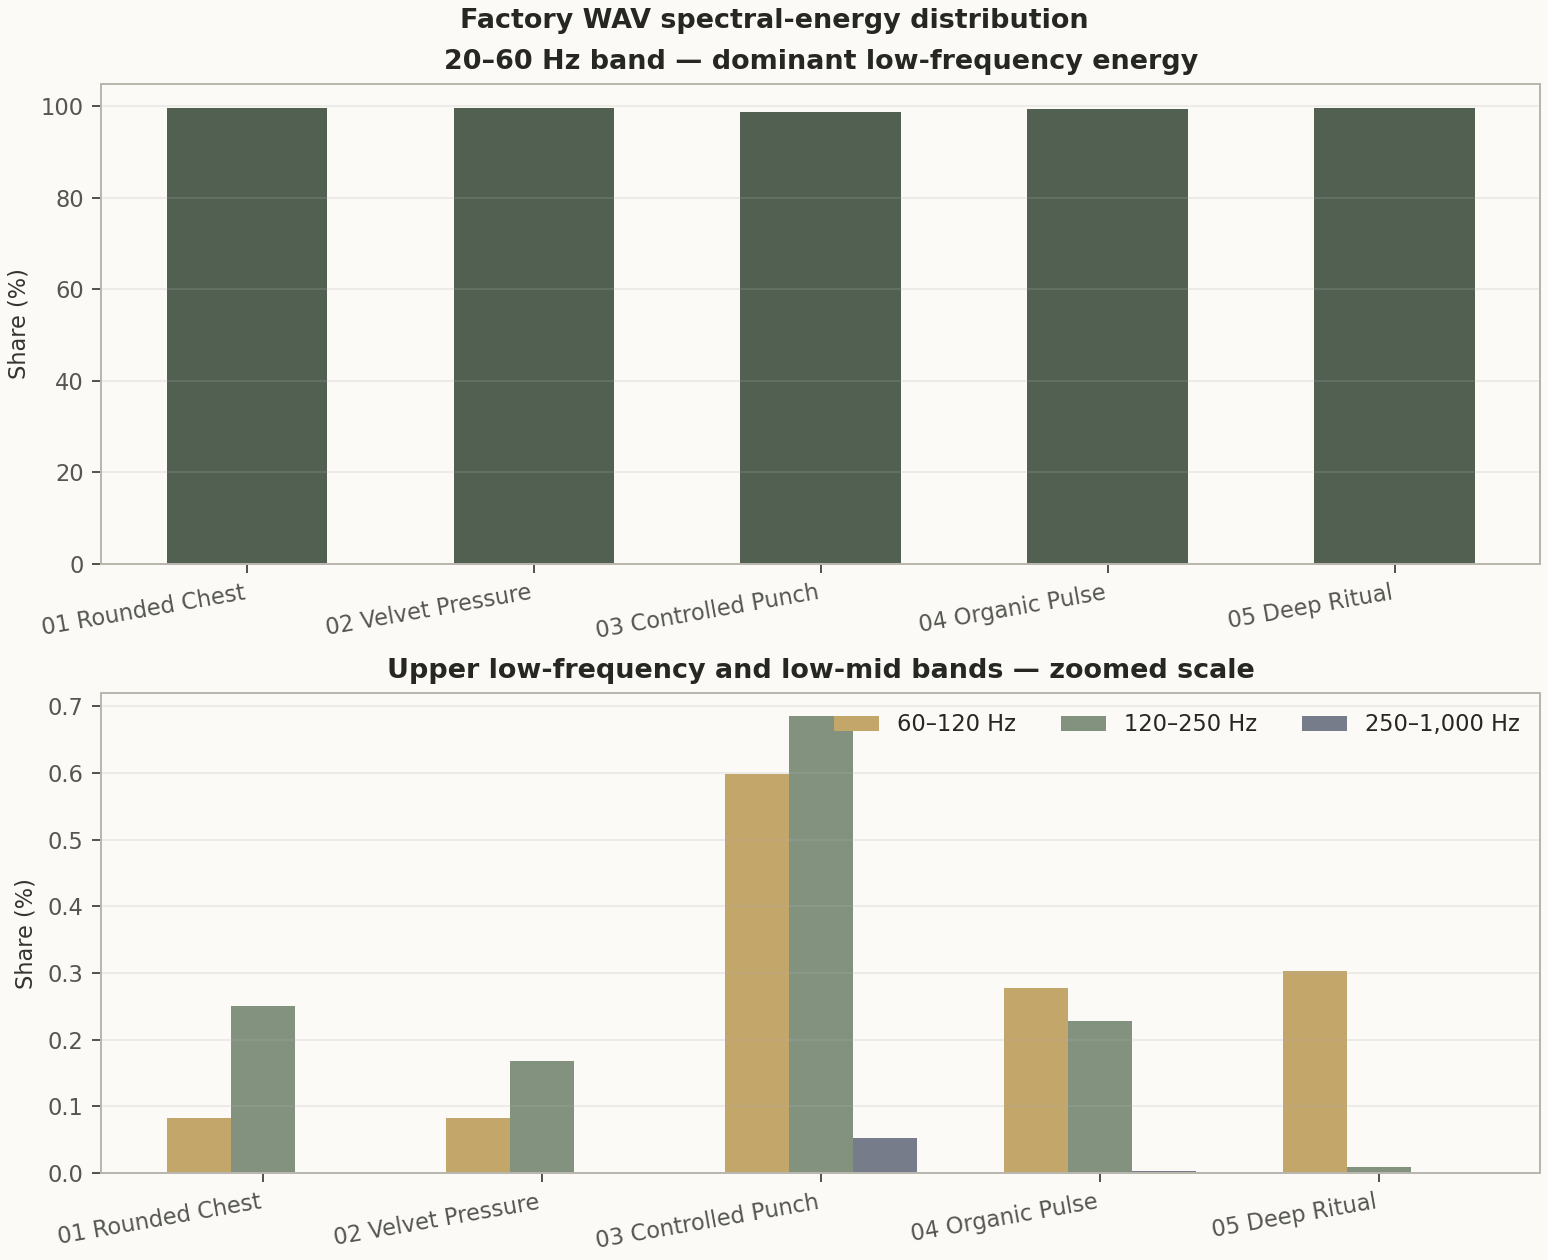 Factory WAV spectral-energy distribution
20–60 Hz band — dominant low-frequency energy
Share (%)
100
80
60
40
20
0
01 Rounded Chest
02 Velvet Pressure
03 Controlled Punch
04 Organic Pulse
05 Deep Ritual
Upper low-frequency and low-mid bands — zoomed scale
60–120 Hz
120–250 Hz
250–1,000 Hz
Share (%)
0.7
0.6
0.5
0.4
0.3
0.2
0.1
0.0
01 Rounded Chest
02 Velvet Pressure
03 Controlled Punch
04 Organic Pulse
05 Deep Ritual